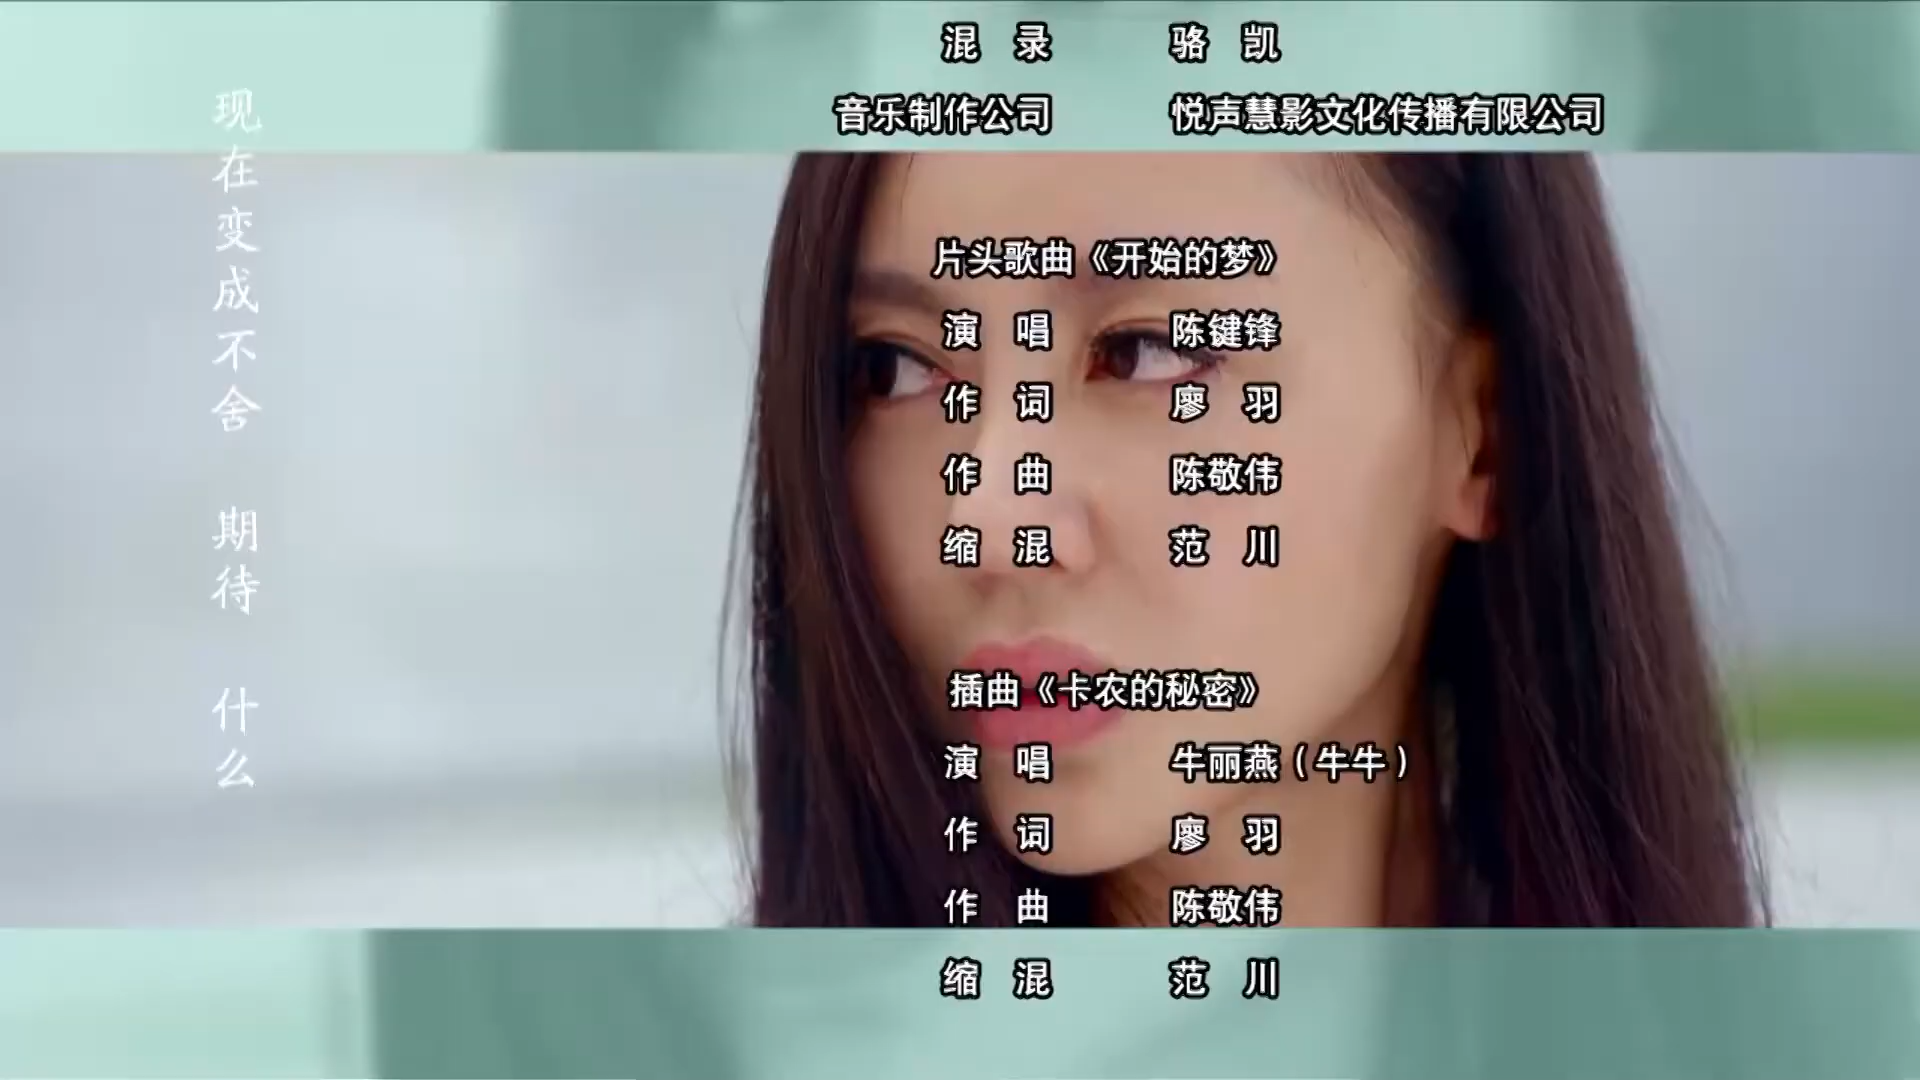 现在变成不舍 期待 什么
混 录 骆 凯
音乐制作公司 悦声慧影文化传播有限公司
片头歌曲《开始的梦》
演 唱 陈键锋
作 词 廖 羽
作 曲 陈敬伟
缩 混 范 川
插曲《卡农的秘密》
演 唱 牛丽燕（牛牛）
作 词 廖 羽
作 曲 陈敬伟
缩 混 范 川